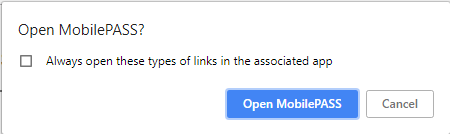 Open MobilePASS?
Always open these types of links in the associated app
Open MobilePASS Cancel